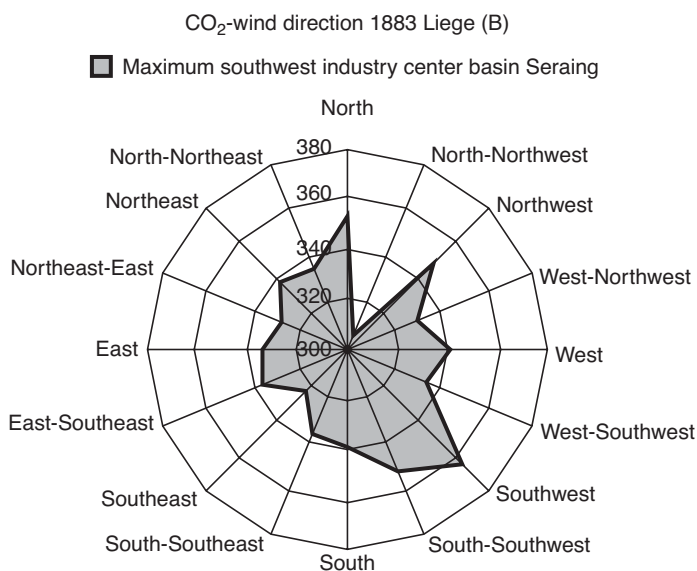 CO₂-wind direction 1883 Liege (B)
Maximum southwest industry center basin Seraing
North
380
North-Northeast
North-Northwest
360
Northeast
Northwest
340
Northeast-East
West-Northwest
320
East
300
West
East-Southeast
West-Southwest
Southeast
Southwest
South-Southeast
South-Southwest
South